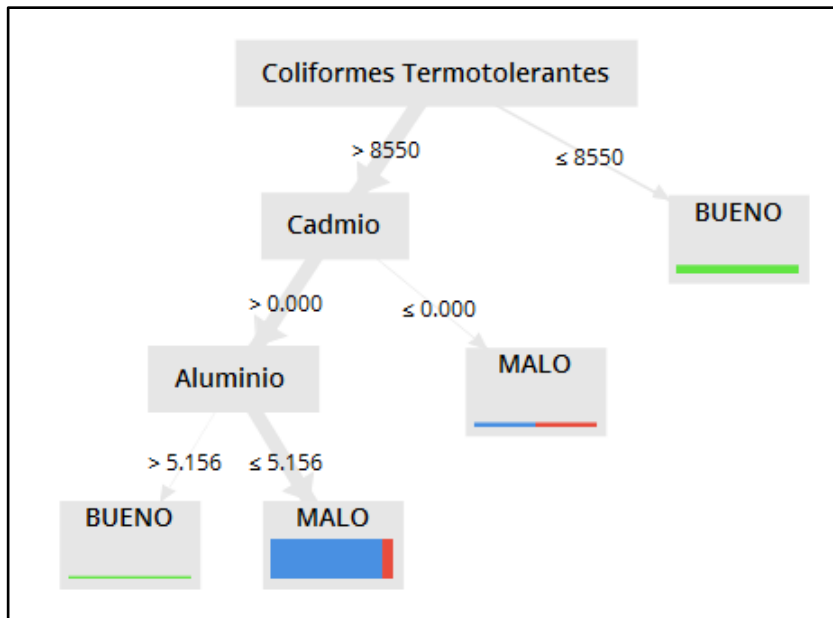 Coliformes Termotolerantes
> 8550
≤ 8550
BUENO
Cadmio
> 0.000
≤ 0.000
MALO
Aluminio
> 5.156
≤ 5.156
BUENO
MALO